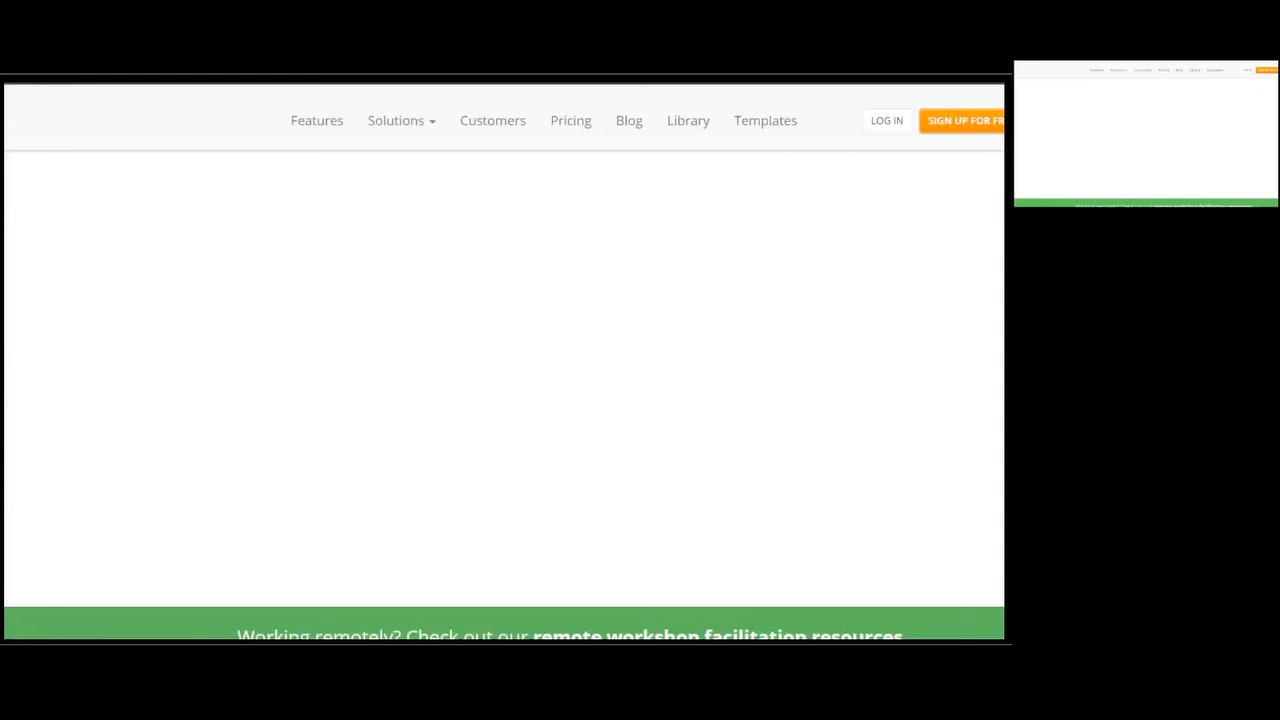 Features Solutions Customers Pricing Blog Library Templates LOG IN SIGN UP FOR FR
Working remotely? Check out our remote workshop facilitation resources